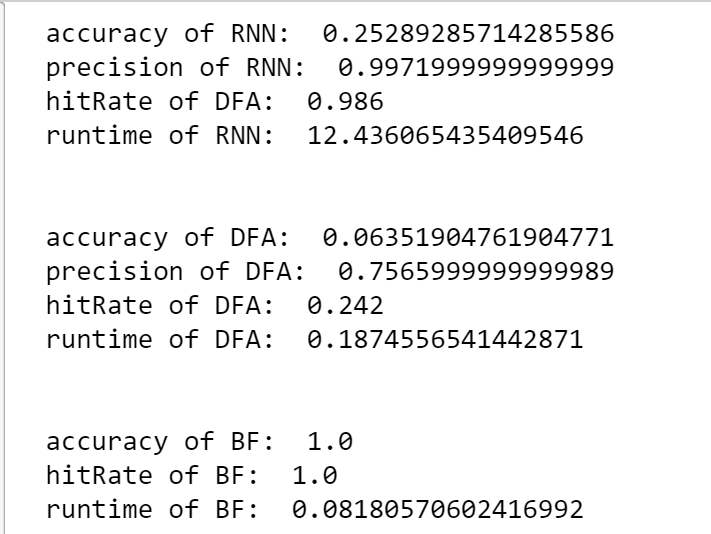 accuracy of RNN:  0.25289285714285586
precision of RNN:  0.9971999999999999
hitRate of DFA:  0.986
runtime of RNN:  12.436065435409546
accuracy of DFA:  0.06351904761904771
precision of DFA:  0.7565999999999989
hitRate of DFA:  0.242
runtime of DFA:  0.1874556541442871
accuracy of BF:  1.0
hitRate of BF:  1.0
runtime of BF:  0.08180570602416992